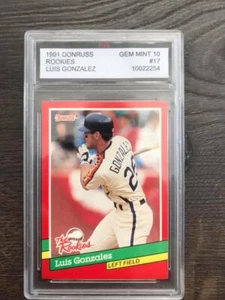 1991 DONRUSS GEM MINT 10
ROOKIES #17
LUIS GONZALEZ 10022254
Donruss
GONZALEZ
The Rookies
Luis Gonzalez
LEFT FIELD